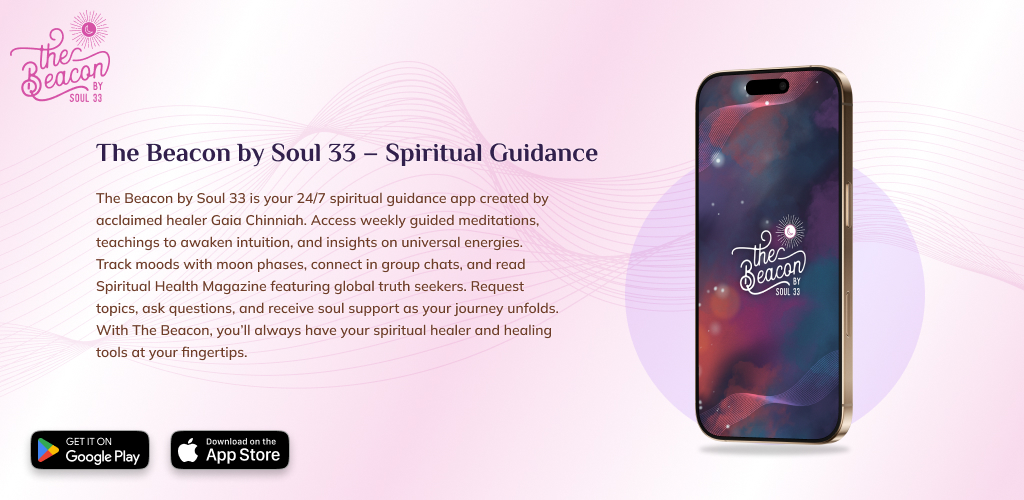 the
Beacon
BY
SOUL 33
The Beacon by Soul 33 – Spiritual Guidance
The Beacon by Soul 33 is your 24/7 spiritual guidance app created by
acclaimed healer Gaia Chinniah. Access weekly guided meditations,
teachings to awaken intuition, and insights on universal energies.
Track moods with moon phases, connect in group chats, and read
Spiritual Health Magazine featuring global truth seekers. Request
topics, ask questions, and receive soul support as your journey unfolds.
With The Beacon, you’ll always have your spiritual healer and healing
tools at your fingertips.
the
Beacon
BY
SOUL 33
GET IT ON
Google Play
Download on the
App Store